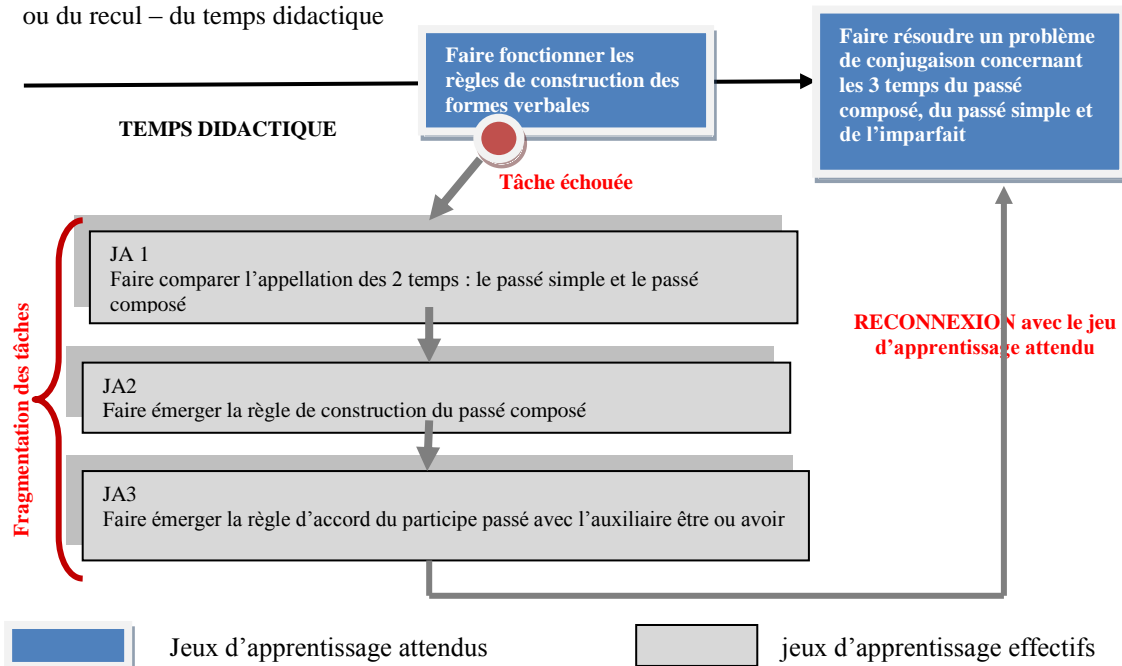 ou du recul – du temps didactique
Faire fonctionner les
règles de construction des
formes verbales
Faire résoudre un problème
de conjugaison concernant
les 3 temps du passé
composé, du passé simple et
de l'imparfait
TEMPS DIDACTIQUE
Tâche échouée
Fragmentation des tâches
JA 1
Faire comparer l'appellation des 2 temps : le passé simple et le passé
composé
RECONNEXION avec le jeu
d'apprentissage attendu
JA2
Faire émerger la règle de construction du passé composé
JA3
Faire émerger la règle d'accord du participe passé avec l'auxiliaire être ou avoir
Jeux d'apprentissage attendus
jeux d'apprentissage effectifs